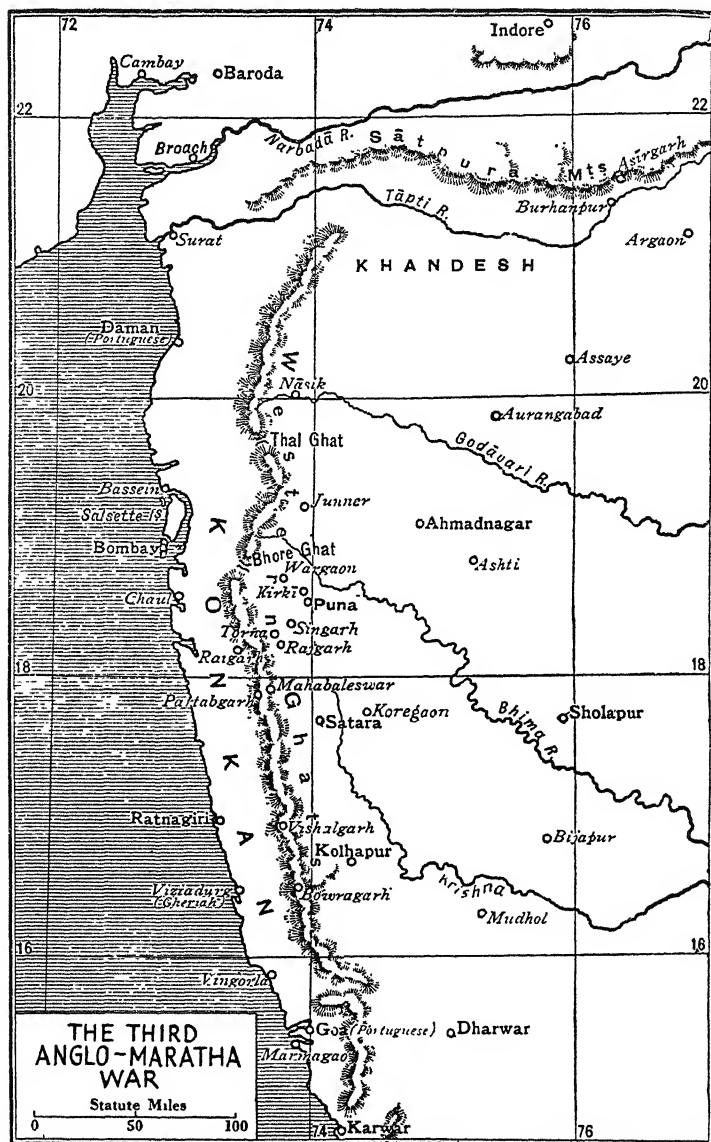 72
74
76
Indore
Cambay
Baroda
22
22
Broach
Narbadā R.
Sātpura Mts
Asīrgarh
Burhanpur
Tāpti R.
Surat
Argaon
KHANDESH
Daman
(Portuguese)
Assaye
20
Nāsik
20
Aurangabad
Western Ghats
Thal Ghat
Godāvari R.
Bassein
Junner
Salsette Is
Ahmadnagar
Bombay
Bhore Ghat
Ashti
Wargaon
KONKAN
Kirkī
Chaul
Puna
Singarh
Torna
Rajgarh
Raigarh
18
18
Mahabaleswar
Partabgarh
Koregaon
Sholapur
Satara
Bhima R.
Ratnagiri
Vishalgarh
Bijapur
Kolhapur
Viziadurg
(Gheriah)
Bowragarh
Krishna
Mudhol
16
16
Vingorla
Goa (Portuguese)
Dharwar
Marmagao
THE THIRD
ANGLO-MARATHA
WAR
Statute Miles
0 50 100
74
Karwar
76